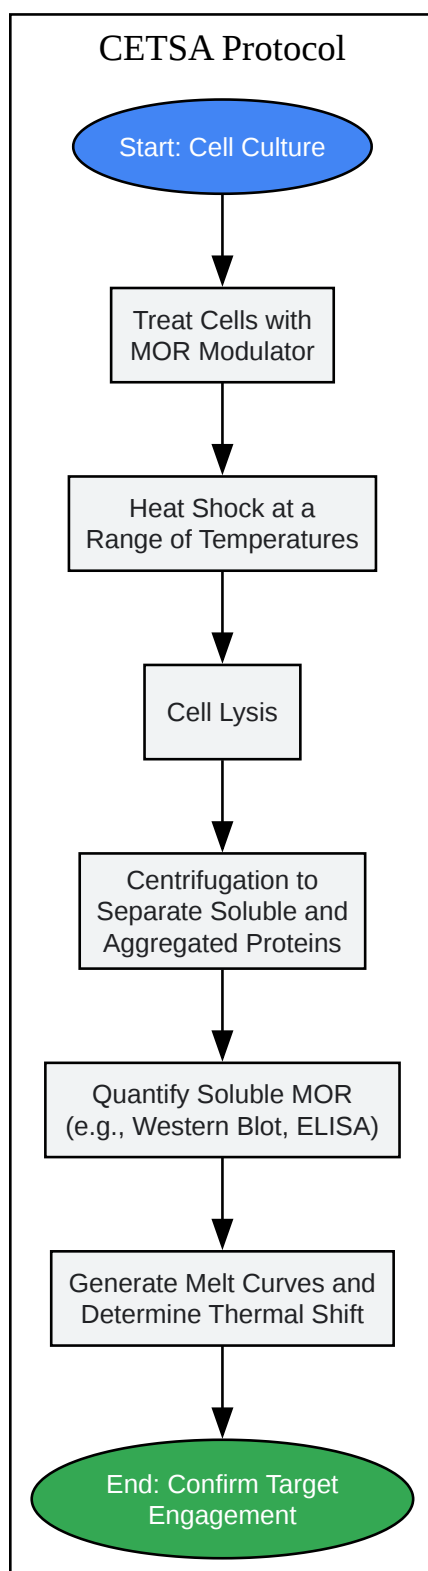 CETSA Protocol
Start: Cell Culture
Treat Cells with
MOR Modulator
Heat Shock at a
Range of Temperatures
Cell Lysis
Centrifugation to
Separate Soluble and
Aggregated Proteins
Quantify Soluble MOR
(e.g., Western Blot, ELISA)
Generate Melt Curves and
Determine Thermal Shift
End: Confirm Target
Engagement